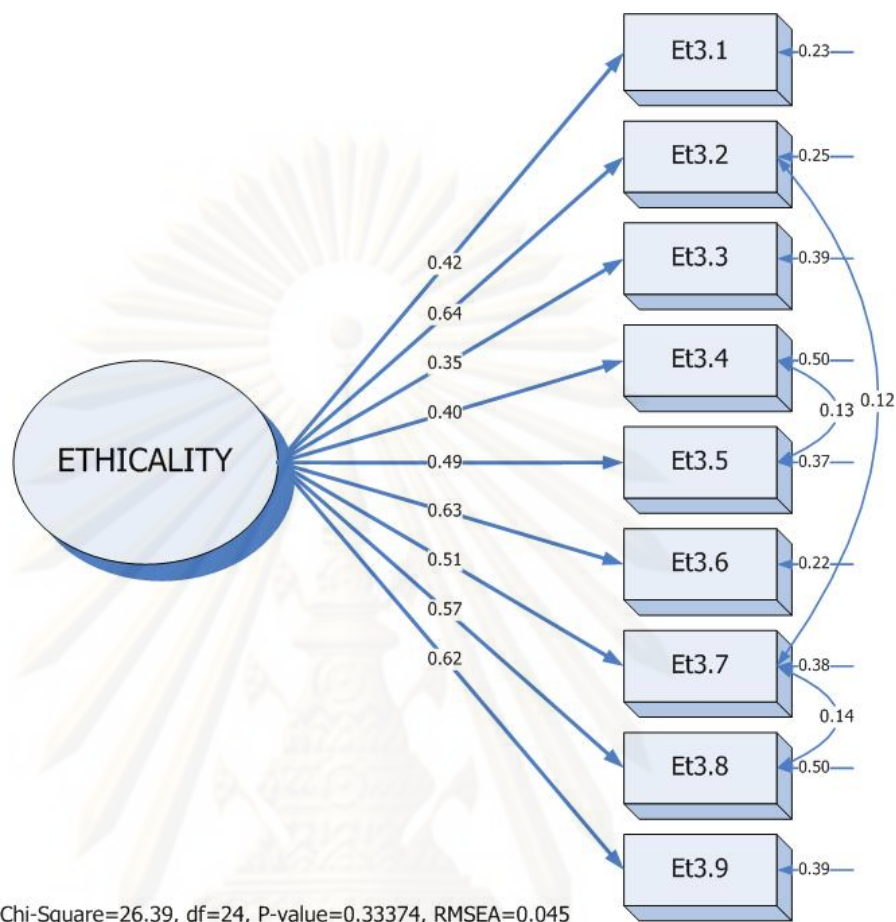 Et3.1
0.23
Et3.2
0.25
0.42
Et3.3
0.39
0.64
0.35
Et3.4
0.50
0.40
0.13
0.12
ETHICALITY
0.49
Et3.5
0.37
0.63
0.51
Et3.6
0.22
0.57
0.62
Et3.7
0.38
0.14
Et3.8
0.50
Et3.9
0.39
Chi-Square=26.39, df=24, P-value=0.33374, RMSEA=0.045